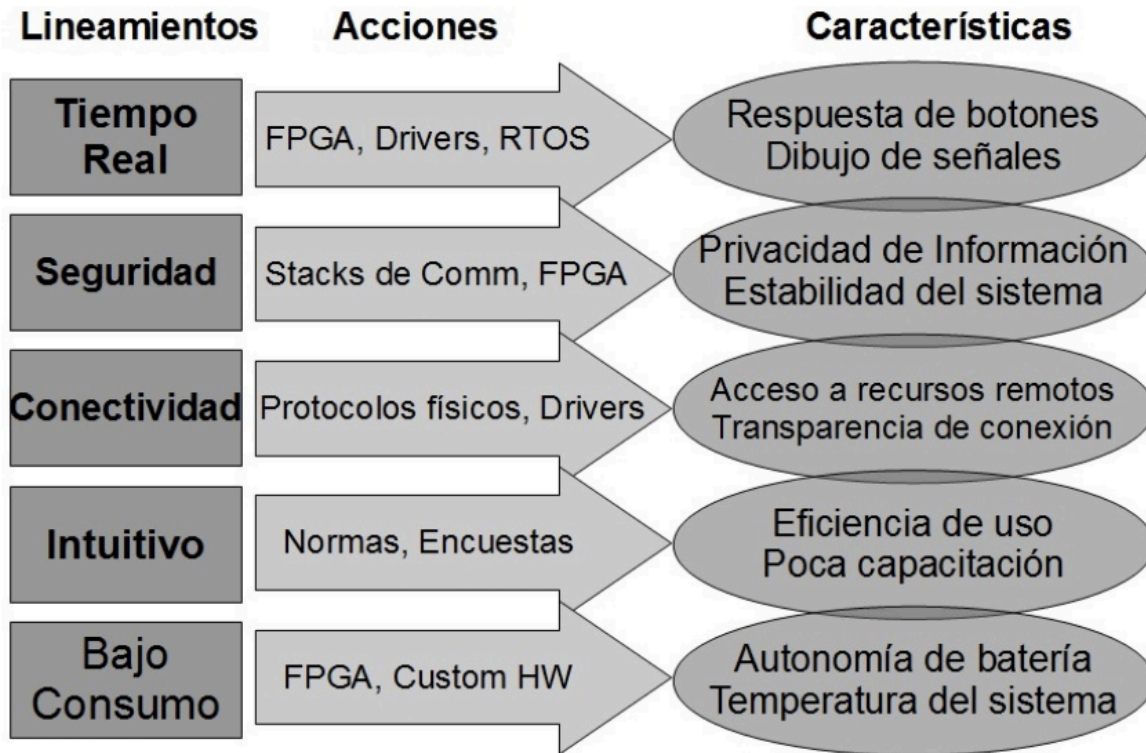 Lineamientos Acciones Características
Tiempo
Real
FPGA, Drivers, RTOS
Respuesta de botones
Dibujo de señales
Seguridad
Stacks de Comm, FPGA
Privacidad de Información
Estabilidad del sistema
Conectividad
Protocolos físicos, Drivers
Acceso a recursos remotos
Transparencia de conexión
Intuitivo
Normas, Encuestas
Eficiencia de uso
Poca capacitación
Bajo
Consumo
FPGA, Custom HW
Autonomía de batería
Temperatura del sistema